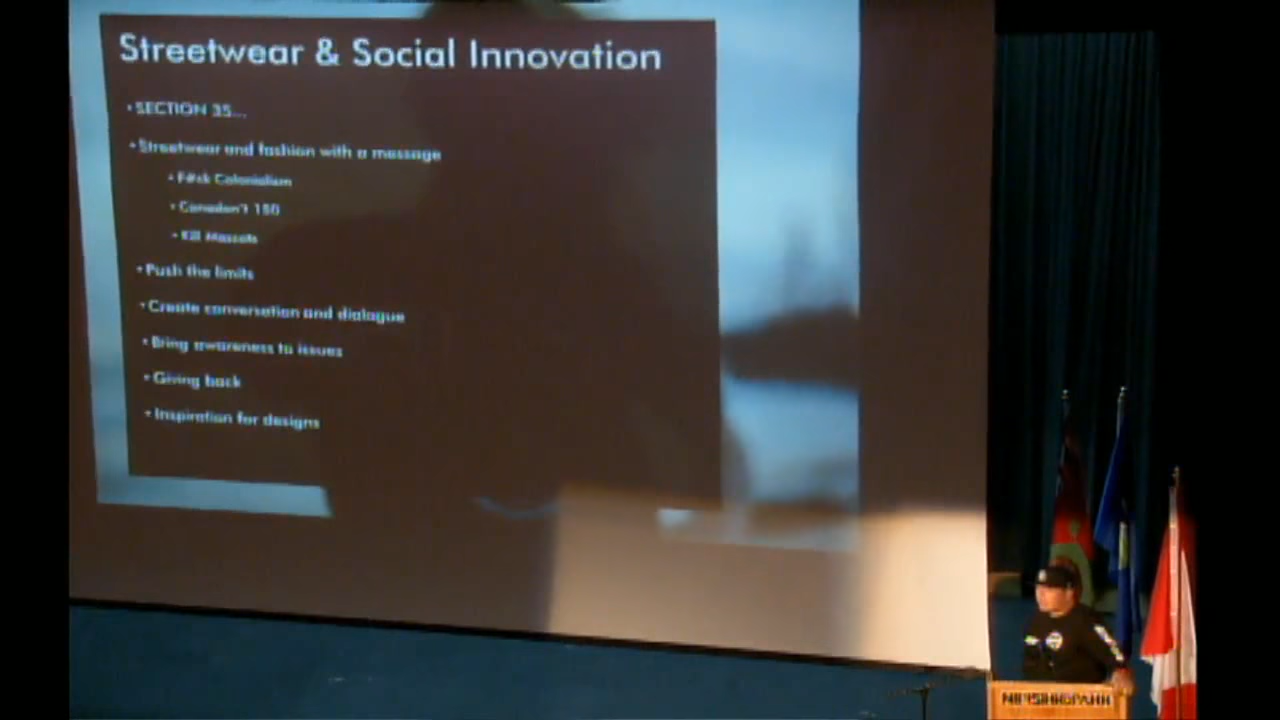 Streetwear & Social Innovation
• SECTION 35...
• Streetwear and fashion with a message
• F#ck Colonialism
• Canadon't 150
• Kill Mascots
• Push the limits
• Create conversation and dialogue
• Bring awareness to issues
• Giving back
• Inspiration for designs